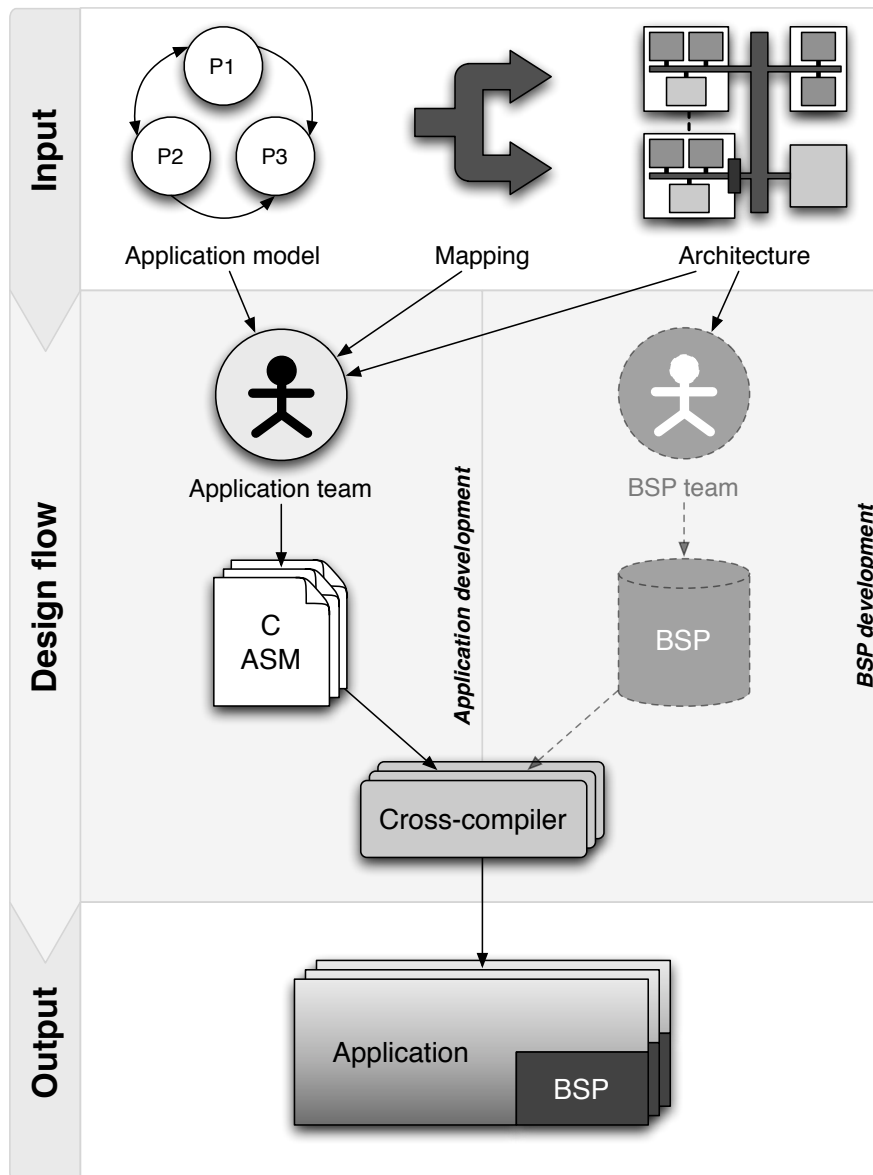 Input
P1
P2
P3
Application model
Mapping
Architecture
Design flow
Application team
BSP team
Application development
BSP development
C
ASM
BSP
Cross-compiler
Output
Application
BSP